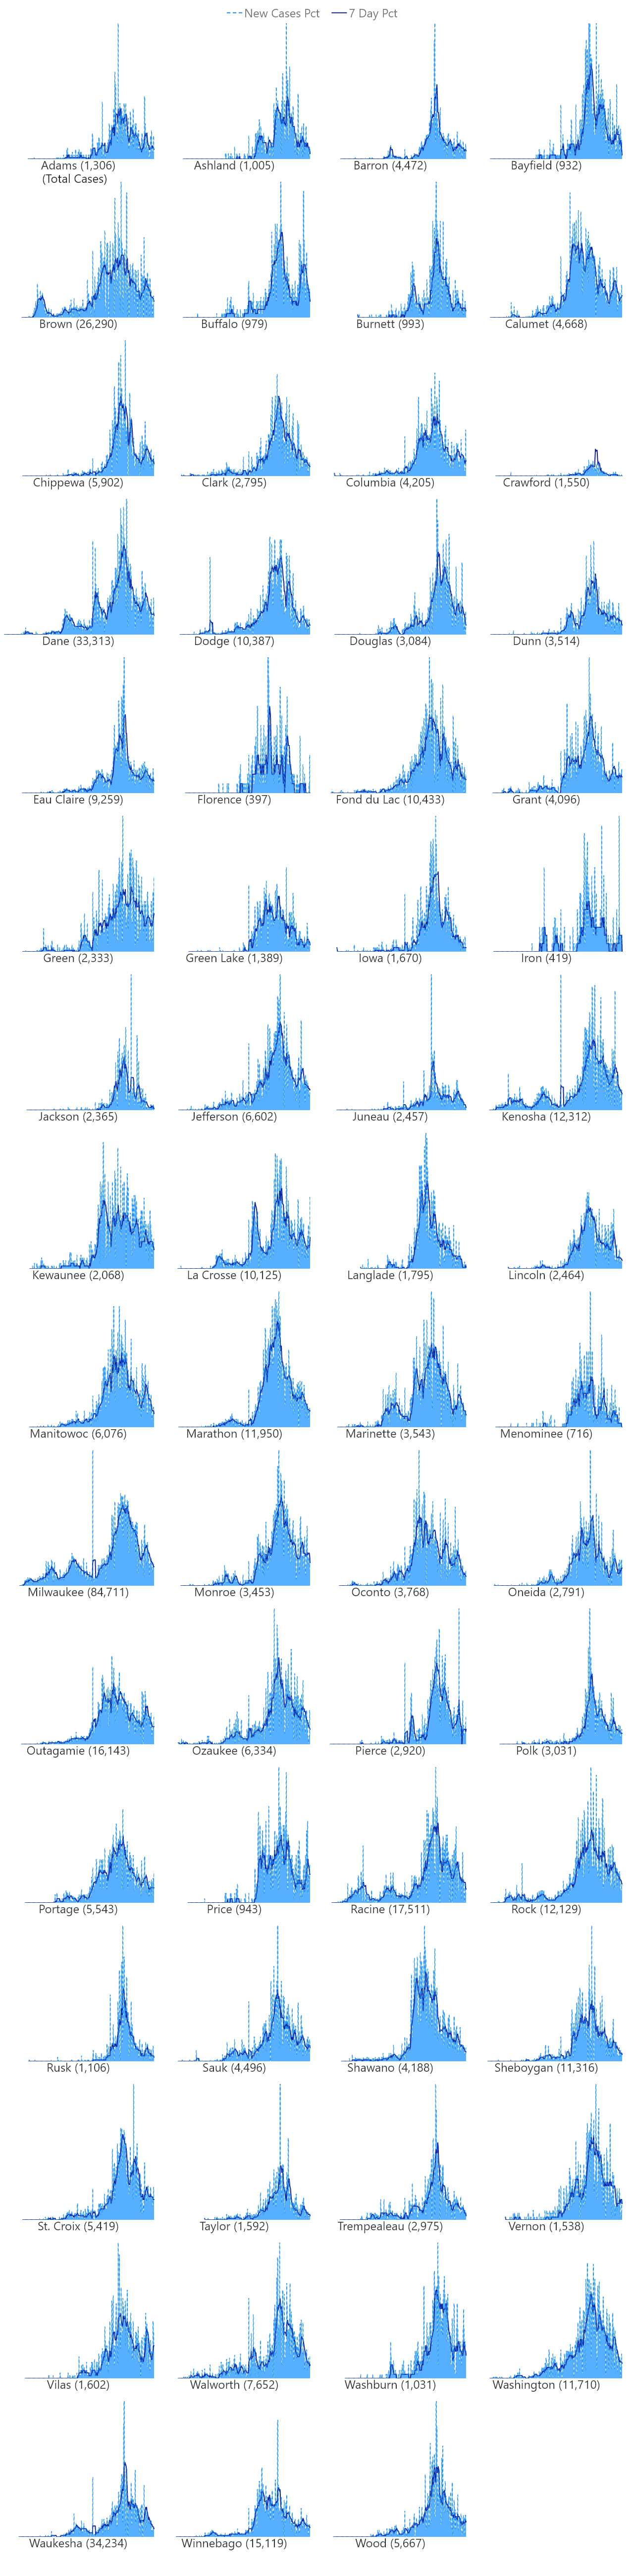 New Cases Pct 7 Day Pct
Adams (1,306) Ashland (1,005) Barron (4,472) Bayfield (932)
(Total Cases)
Brown (26,290) Buffalo (979) Burnett (993) Calumet (4,668)
Chippewa (5,902) Clark (2,795) Columbia (4,205) Crawford (1,550)
Dane (33,313) Dodge (10,387) Douglas (3,084) Dunn (3,514)
Eau Claire (9,259) Florence (397) Fond du Lac (10,433) Grant (4,096)
Green (2,333) Green Lake (1,389) Iowa (1,670) Iron (419)
Jackson (2,365) Jefferson (6,602) Juneau (2,457) Kenosha (12,312)
Kewaunee (2,068) La Crosse (10,125) Langlade (1,795) Lincoln (2,464)
Manitowoc (6,076) Marathon (11,950) Marinette (3,543) Menominee (716)
Milwaukee (84,711) Monroe (3,453) Oconto (3,768) Oneida (2,791)
Outagamie (16,143) Ozaukee (6,334) Pierce (2,920) Polk (3,031)
Portage (5,543) Price (943) Racine (17,511) Rock (12,129)
Rusk (1,106) Sauk (4,496) Shawano (4,188) Sheboygan (11,316)
St. Croix (5,419) Taylor (1,592) Trempealeau (2,975) Vernon (1,538)
Vilas (1,602) Walworth (7,652) Washburn (1,031) Washington (11,710)
Waukesha (34,234) Winnebago (15,119) Wood (5,667)